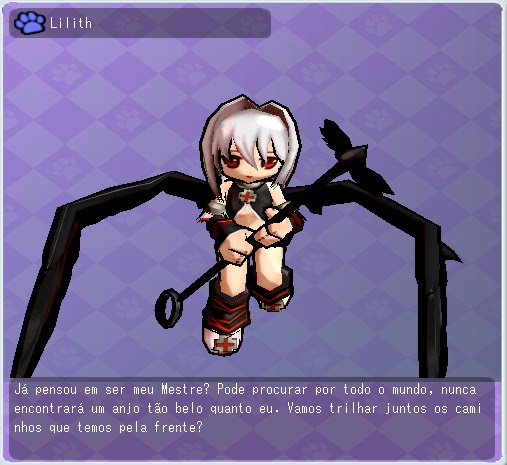 Lilith
Já pensou em ser meu Mestre? Pode procurar por todo o mundo, nunca
encontrará um anjo tão belo quanto eu. Vamos trilhar juntos os cami
nhos que temos pela frente?